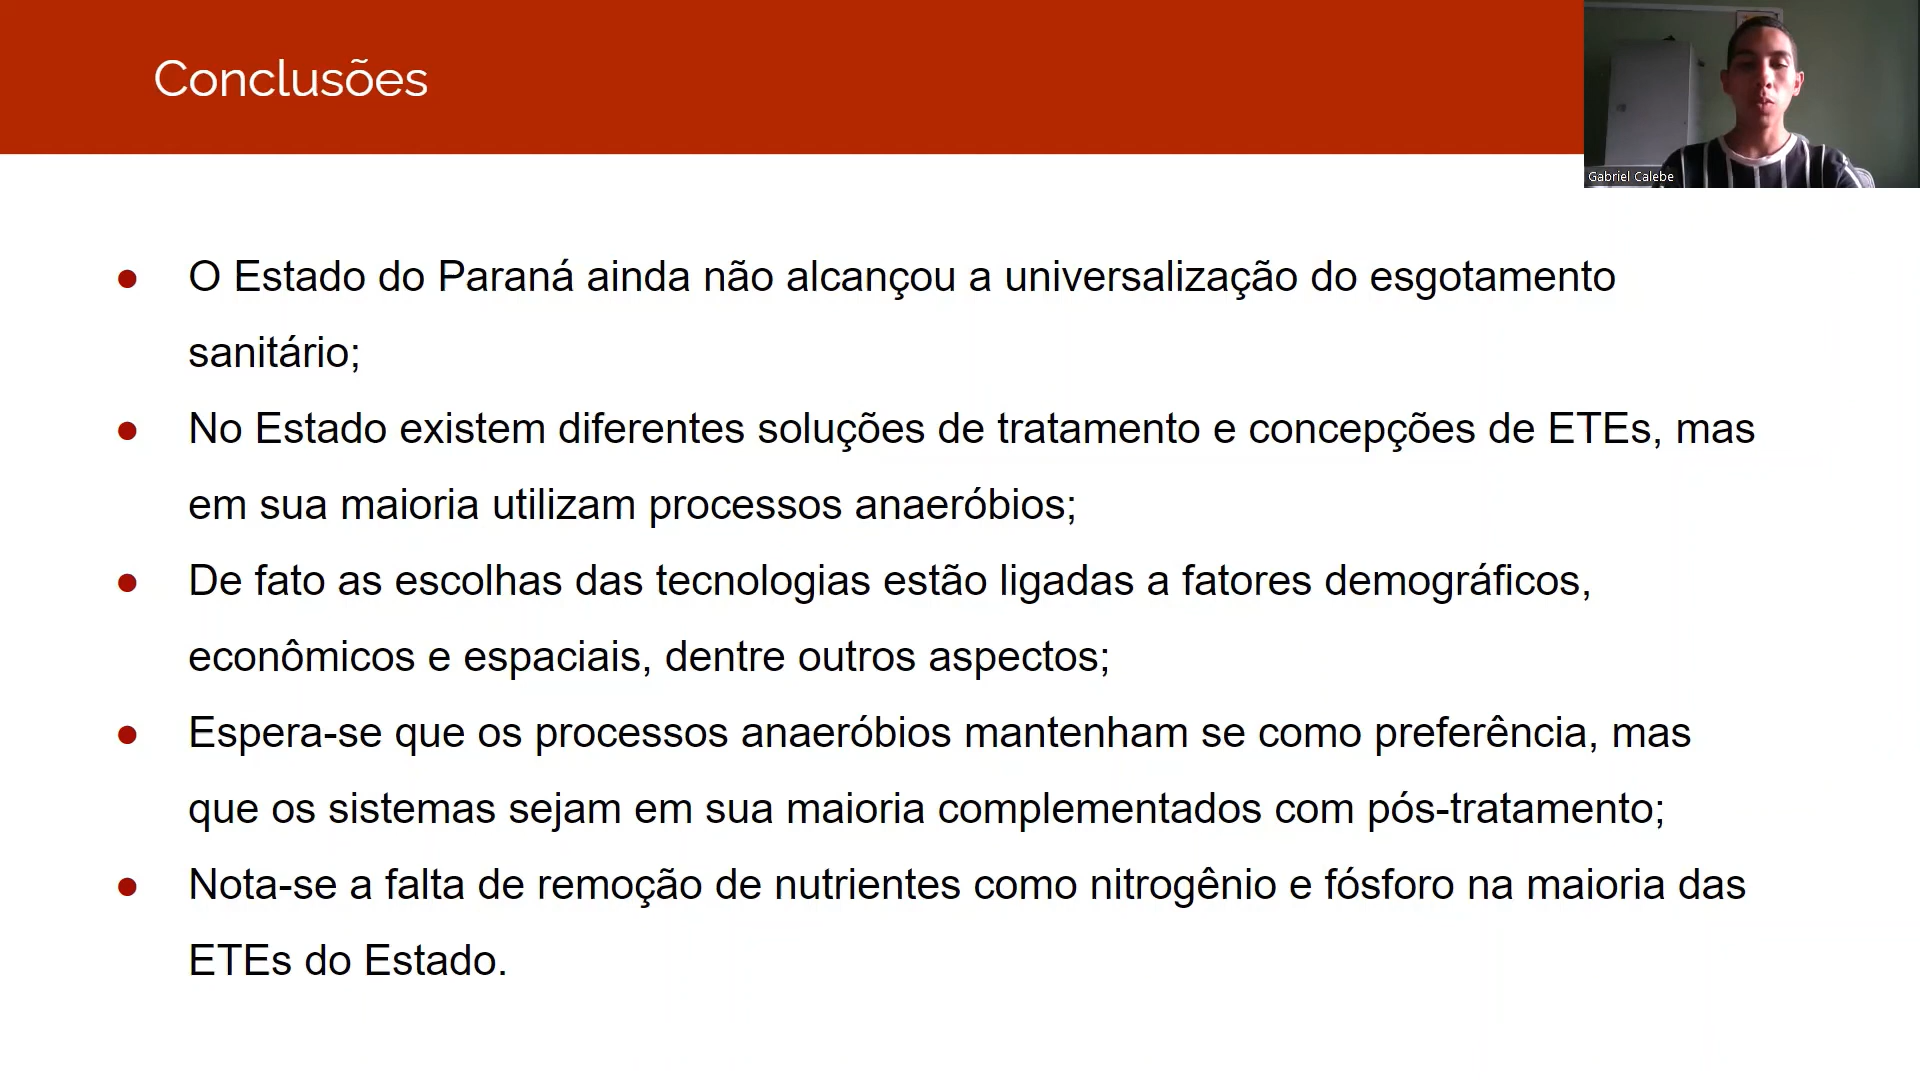 Conclusões
Gabriel Calebe
● O Estado do Paraná ainda não alcançou a universalização do esgotamento
sanitário;
● No Estado existem diferentes soluções de tratamento e concepções de ETEs, mas
em sua maioria utilizam processos anaeróbios;
● De fato as escolhas das tecnologias estão ligadas a fatores demográficos,
econômicos e espaciais, dentre outros aspectos;
● Espera-se que os processos anaeróbios mantenham se como preferência, mas
que os sistemas sejam em sua maioria complementados com pós-tratamento;
● Nota-se a falta de remoção de nutrientes como nitrogênio e fósforo na maioria das
ETEs do Estado.